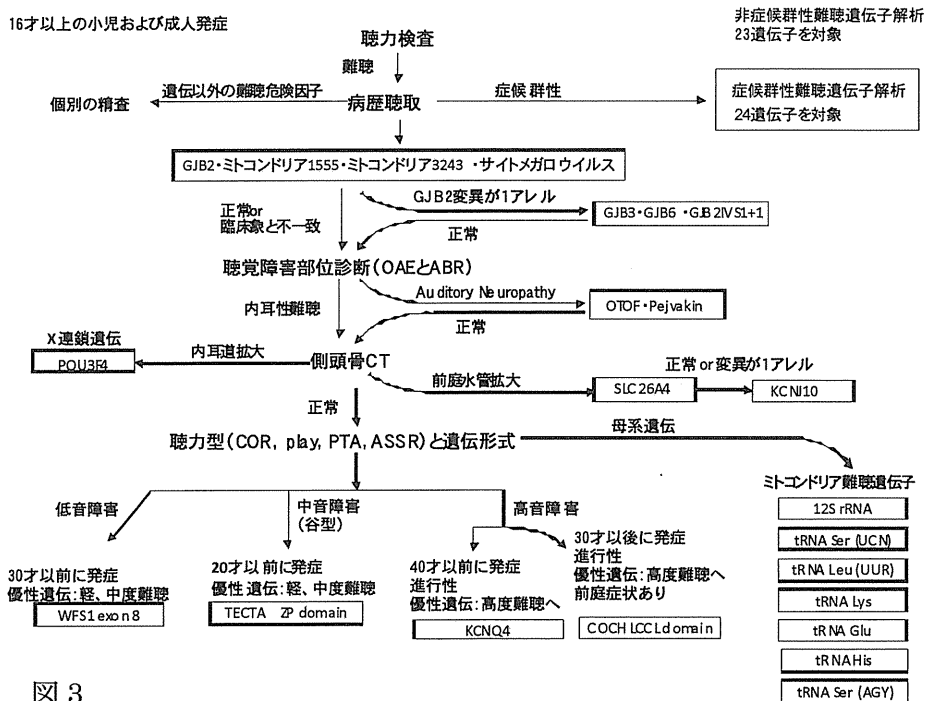 16才以上の小児および成人発症
非症候群性難聴遺伝子解析
23遺伝子を対象
聴力検査
難聴
個別の精査
遺伝以外の難聴危険因子
病歴聴取
症候群性
症候群性難聴遺伝子解析
24遺伝子を対象
GJB2・ミトコンドリア1555・ミトコンドリア3243 ・サイトメガロウイルス
GJB2変異が1アレル
正常or
臨床象と不一致
GJB3・GJB6 ・GJB2IVS1+1
正常
聴覚障害部位診断(OAEとABR)
Auditory Neuropathy
内耳性難聴
OTOF・Pejvakin
正常
X連鎖遺伝
POU3F4
内耳道拡大
側頭骨CT
正常 or 変異が1アレル
前庭水管拡大
SLC26A4
KCNJ10
正常
聴力型(COR, play, PTA, ASSR)と遺伝形式
母系遺伝
ミトコンドリア難聴遺伝子
低音障害
中音障害
(谷型)
高音障害
12S rRNA
tRNA Ser (UCN)
tRNA Leu (UUR)
tRNA Lys
tRNA Glu
tRNAHis
tRNA Ser (AGY)
30才以前に発症
優性遺伝:軽、中度難聴
WFS1 exon 8
20才以前に発症
優性遺伝:軽、中度難聴
TECTA ZP domain
40才以前に発症
進行性
優性遺伝:高度難聴へ
KCNQ4
30才以後に発症
進行性
優性遺伝:高度難聴へ
前庭症状あり
COCH LCCL domain
図 3